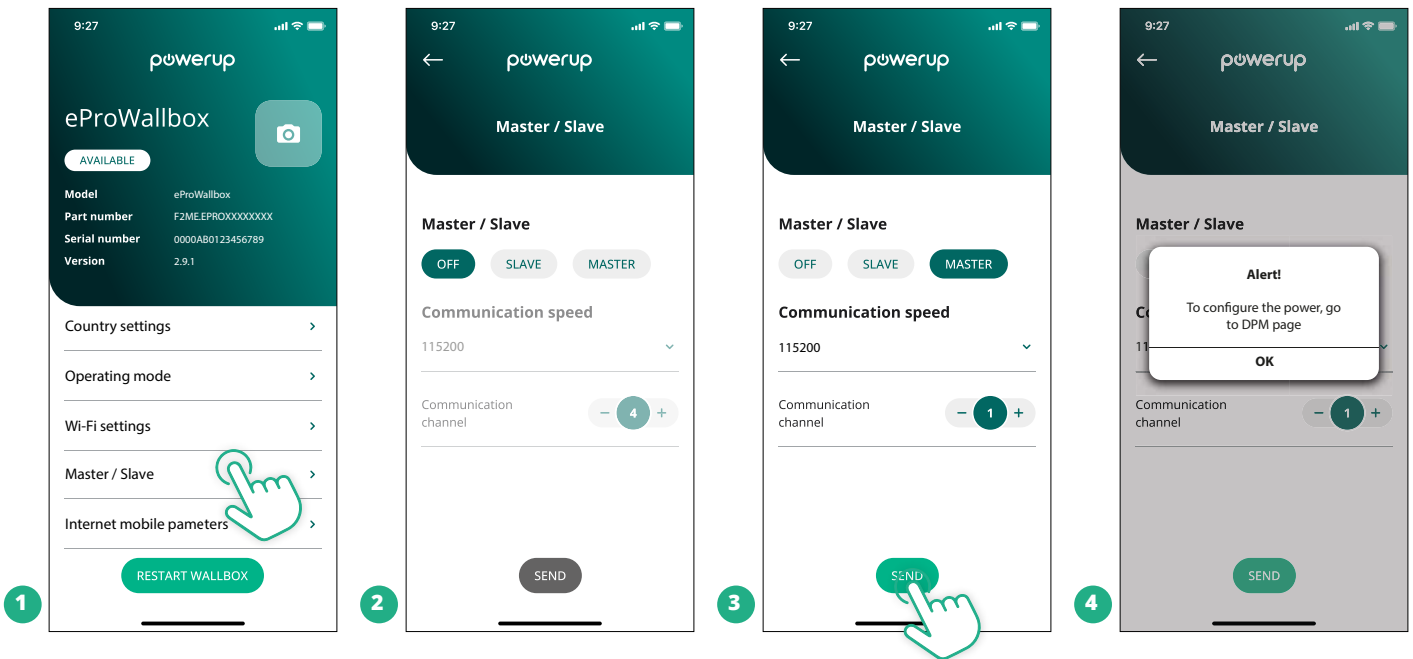 9:27
powerup
eProWallbox
AVAILABLE
Model eProWallbox
Part number F2ME.EPROXXXXXXXX
Serial number 0000AB0123456789
Version 2.9.1
Country settings
Operating mode
Wi-Fi settings
Master / Slave
Internet mobile pameters
RESTART WALLBOX
1
9:27
powerup
Master / Slave
Master / Slave
OFF SLAVE MASTER
Communication speed
115200
Communication
channel
− 4 +
SEND
2
9:27
powerup
Master / Slave
Master / Slave
OFF SLAVE MASTER
Communication speed
115200
Communication
channel
− 1 +
SEND
3
9:27
powerup
Master / Slave
Master / Slave
Alert!
To configure the power, go
to DPM page
OK
C
11
Communication
channel
− 1 +
SEND
4